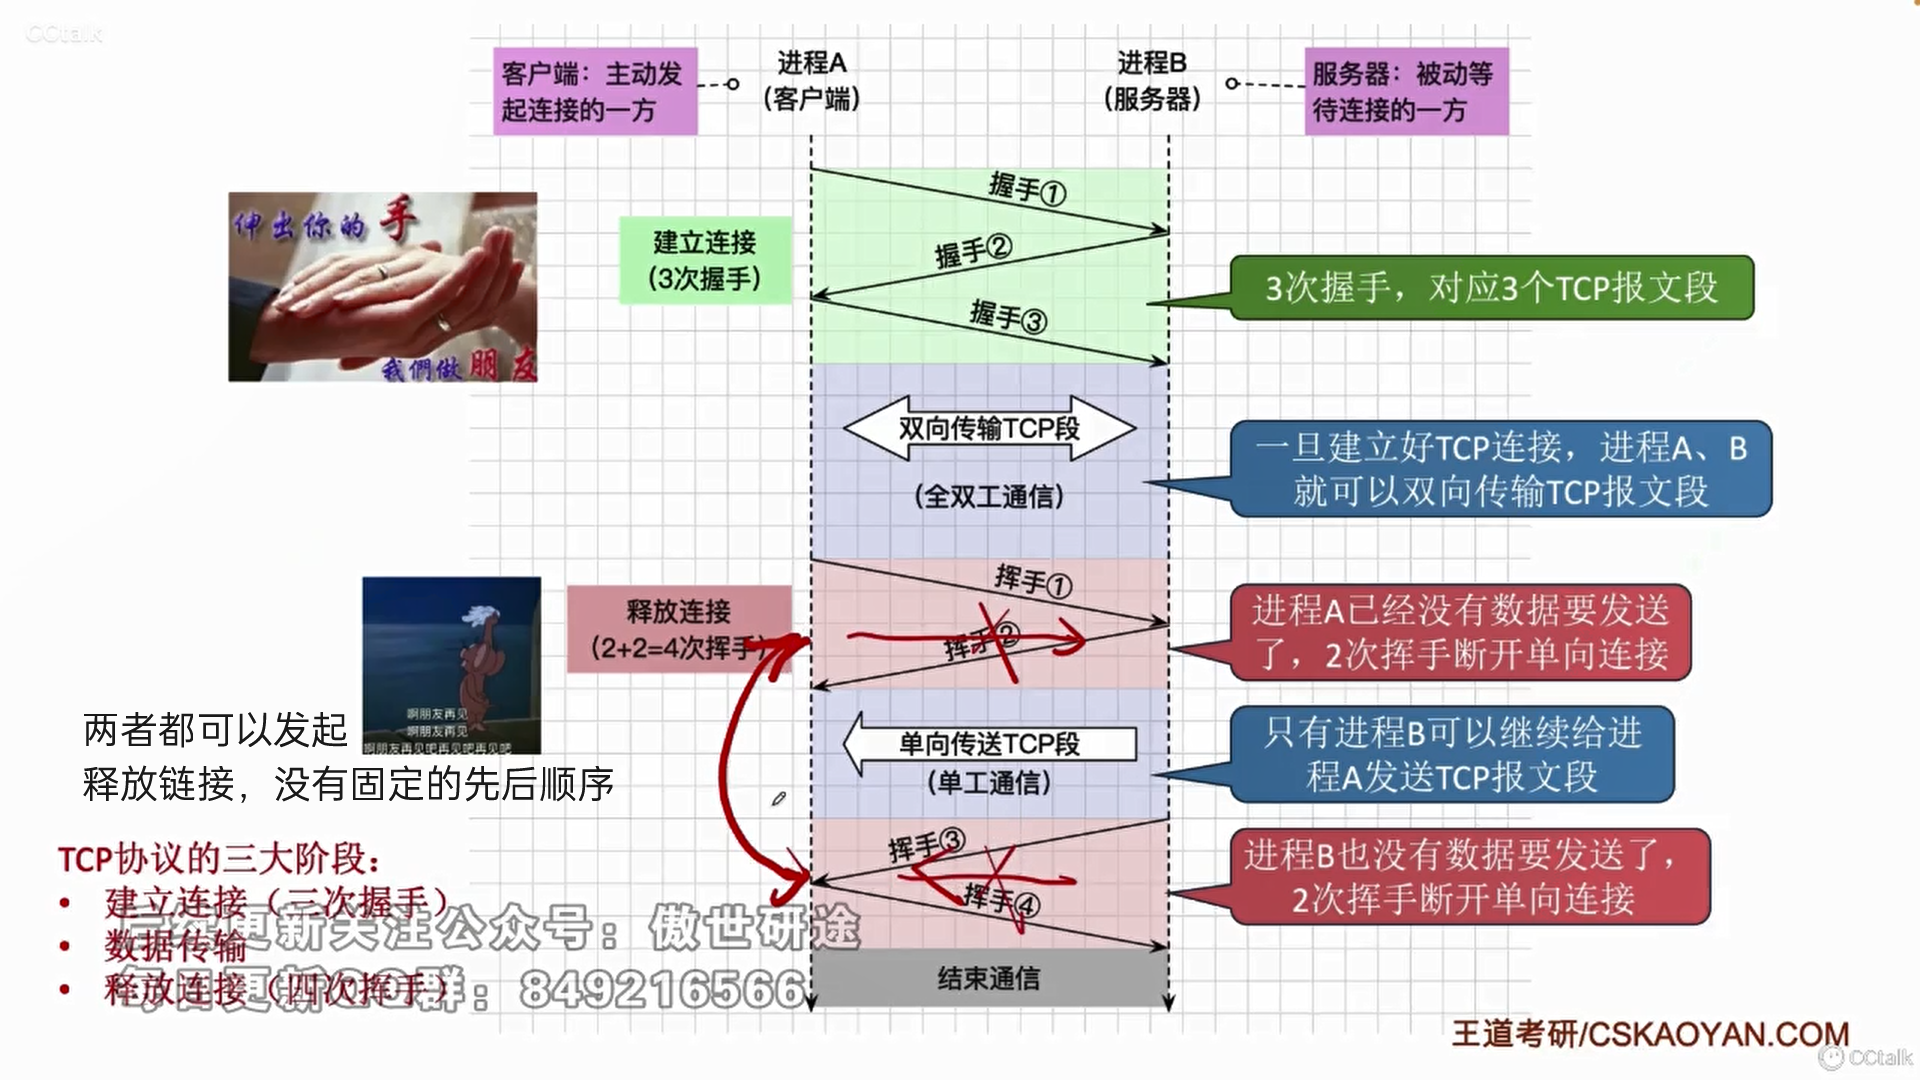 CCtalk
客户端：主动发
起连接的一方
进程A
（客户端）
进程B
（服务器）
服务器：被动等
待连接的一方
伸出你的手
我們做朋友
建立连接
（3次握手）
握手①
握手②
握手③
3次握手，对应3个TCP报文段
双向传输TCP段
（全双工通信）
一旦建立好TCP连接，进程A、B
就可以双向传输TCP报文段
释放连接
（2+2=4次挥手）
挥手①
挥手②
进程A已经没有数据要发送
了，2次挥手断开单向连接
啊朋友再见
啊朋友再见
啊朋友再见吧再见吧再见吧
两者都可以发起
释放链接，没有固定的先后顺序
单向传送TCP段
（单工通信）
只有进程B可以继续给进
程A发送TCP报文段
挥手③
挥手④
进程B也没有数据要发送了，
2次挥手断开单向连接
TCP协议的三大阶段：
• 建立连接（三次握手）
• 数据传输
• 释放连接（四次挥手）
更新关注公众号：傲世研途
每日更新QQ群：849216566
结束通信
王道考研/CSKAOYAN.COM
CCtalk